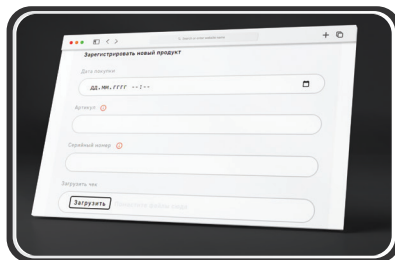 Зарегистрировать новый продукт
Дата покупки
дд.мм.гггг --:--
Артикул
Серийный номер
Загрузить чек
Загрузить